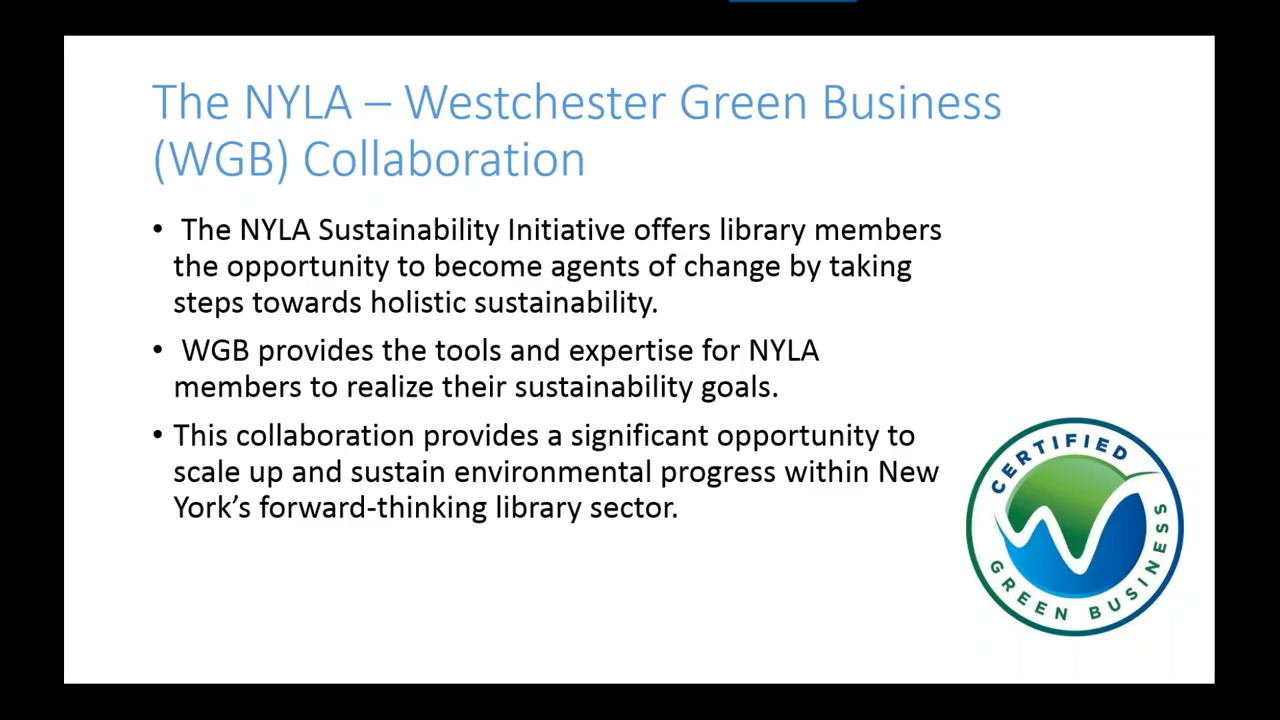 The NYLA – Westchester Green Business
(WGB) Collaboration
• The NYLA Sustainability Initiative offers library members
the opportunity to become agents of change by taking
steps towards holistic sustainability.
• WGB provides the tools and expertise for NYLA
members to realize their sustainability goals.
• This collaboration provides a significant opportunity to
scale up and sustain environmental progress within New
York’s forward-thinking library sector.
CERTIFIED
GREEN BUSINESS